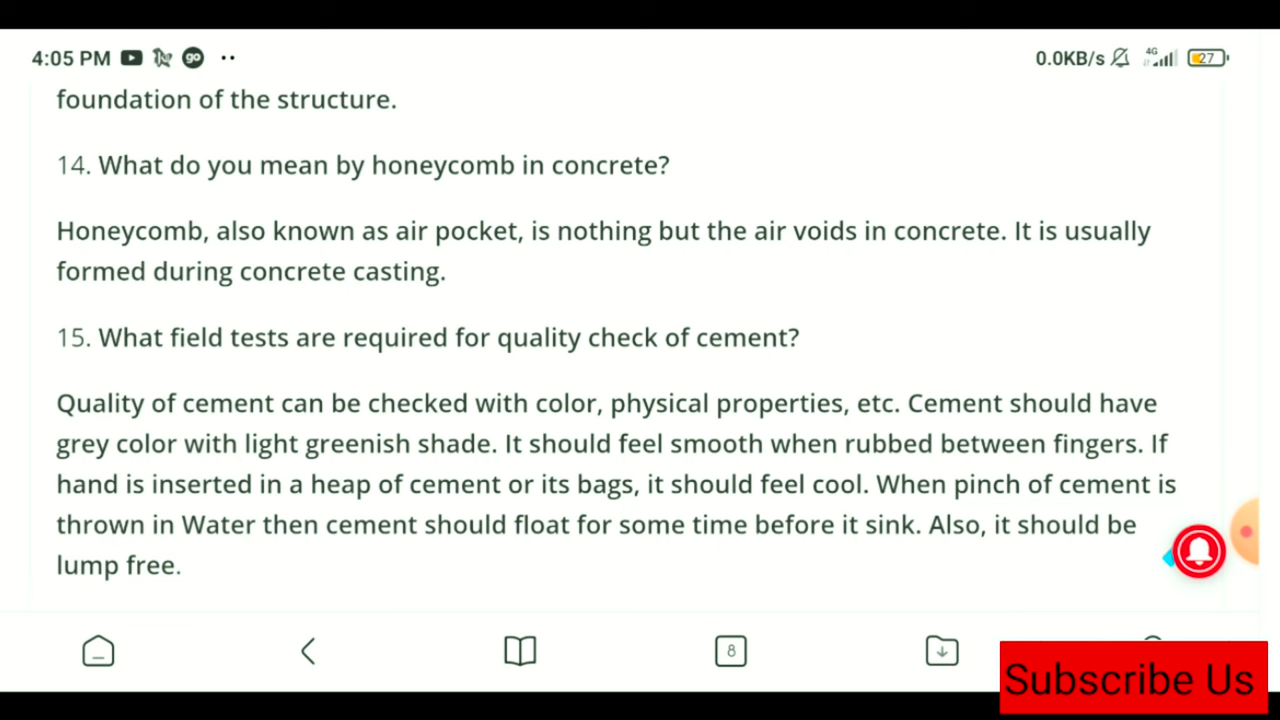 4:05 PM go ..
0.0KB/s 4G 27
foundation of the structure.
14. What do you mean by honeycomb in concrete?
Honeycomb, also known as air pocket, is nothing but the air voids in concrete. It is usually
formed during concrete casting.
15. What field tests are required for quality check of cement?
Quality of cement can be checked with color, physical properties, etc. Cement should have
grey color with light greenish shade. It should feel smooth when rubbed between fingers. If
hand is inserted in a heap of cement or its bags, it should feel cool. When pinch of cement is
thrown in Water then cement should float for some time before it sink. Also, it should be
lump free.
8
Subscribe Us